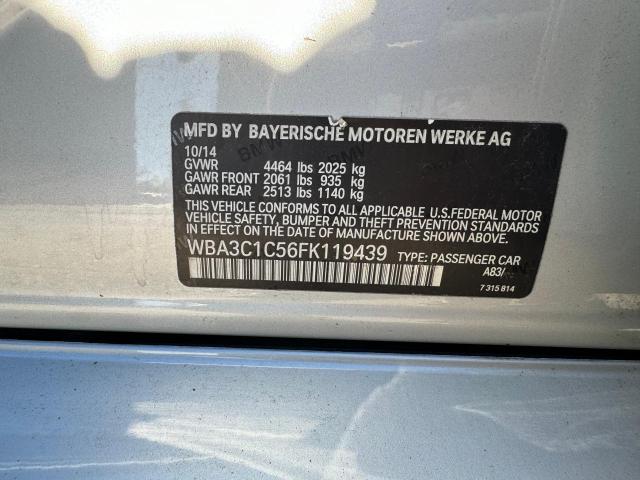 MFD BY BAYERISCHE MOTOREN WERKE AG
10/14
GVWR 4464 lbs 2025 kg
GAWR FRONT 2061 lbs 935 kg
GAWR REAR 2513 lbs 1140 kg
THIS VEHICLE CONFORMS TO ALL APPLICABLE U.S.FEDERAL MOTOR
VEHICLE SAFETY, BUMPER AND THEFT PREVENTION STANDARDS
IN EFFECT ON THE DATE OF MANUFACTURE SHOWN ABOVE.
WBA3C1C56FK119439 TYPE: PASSENGER CAR
A83/
7 315 814